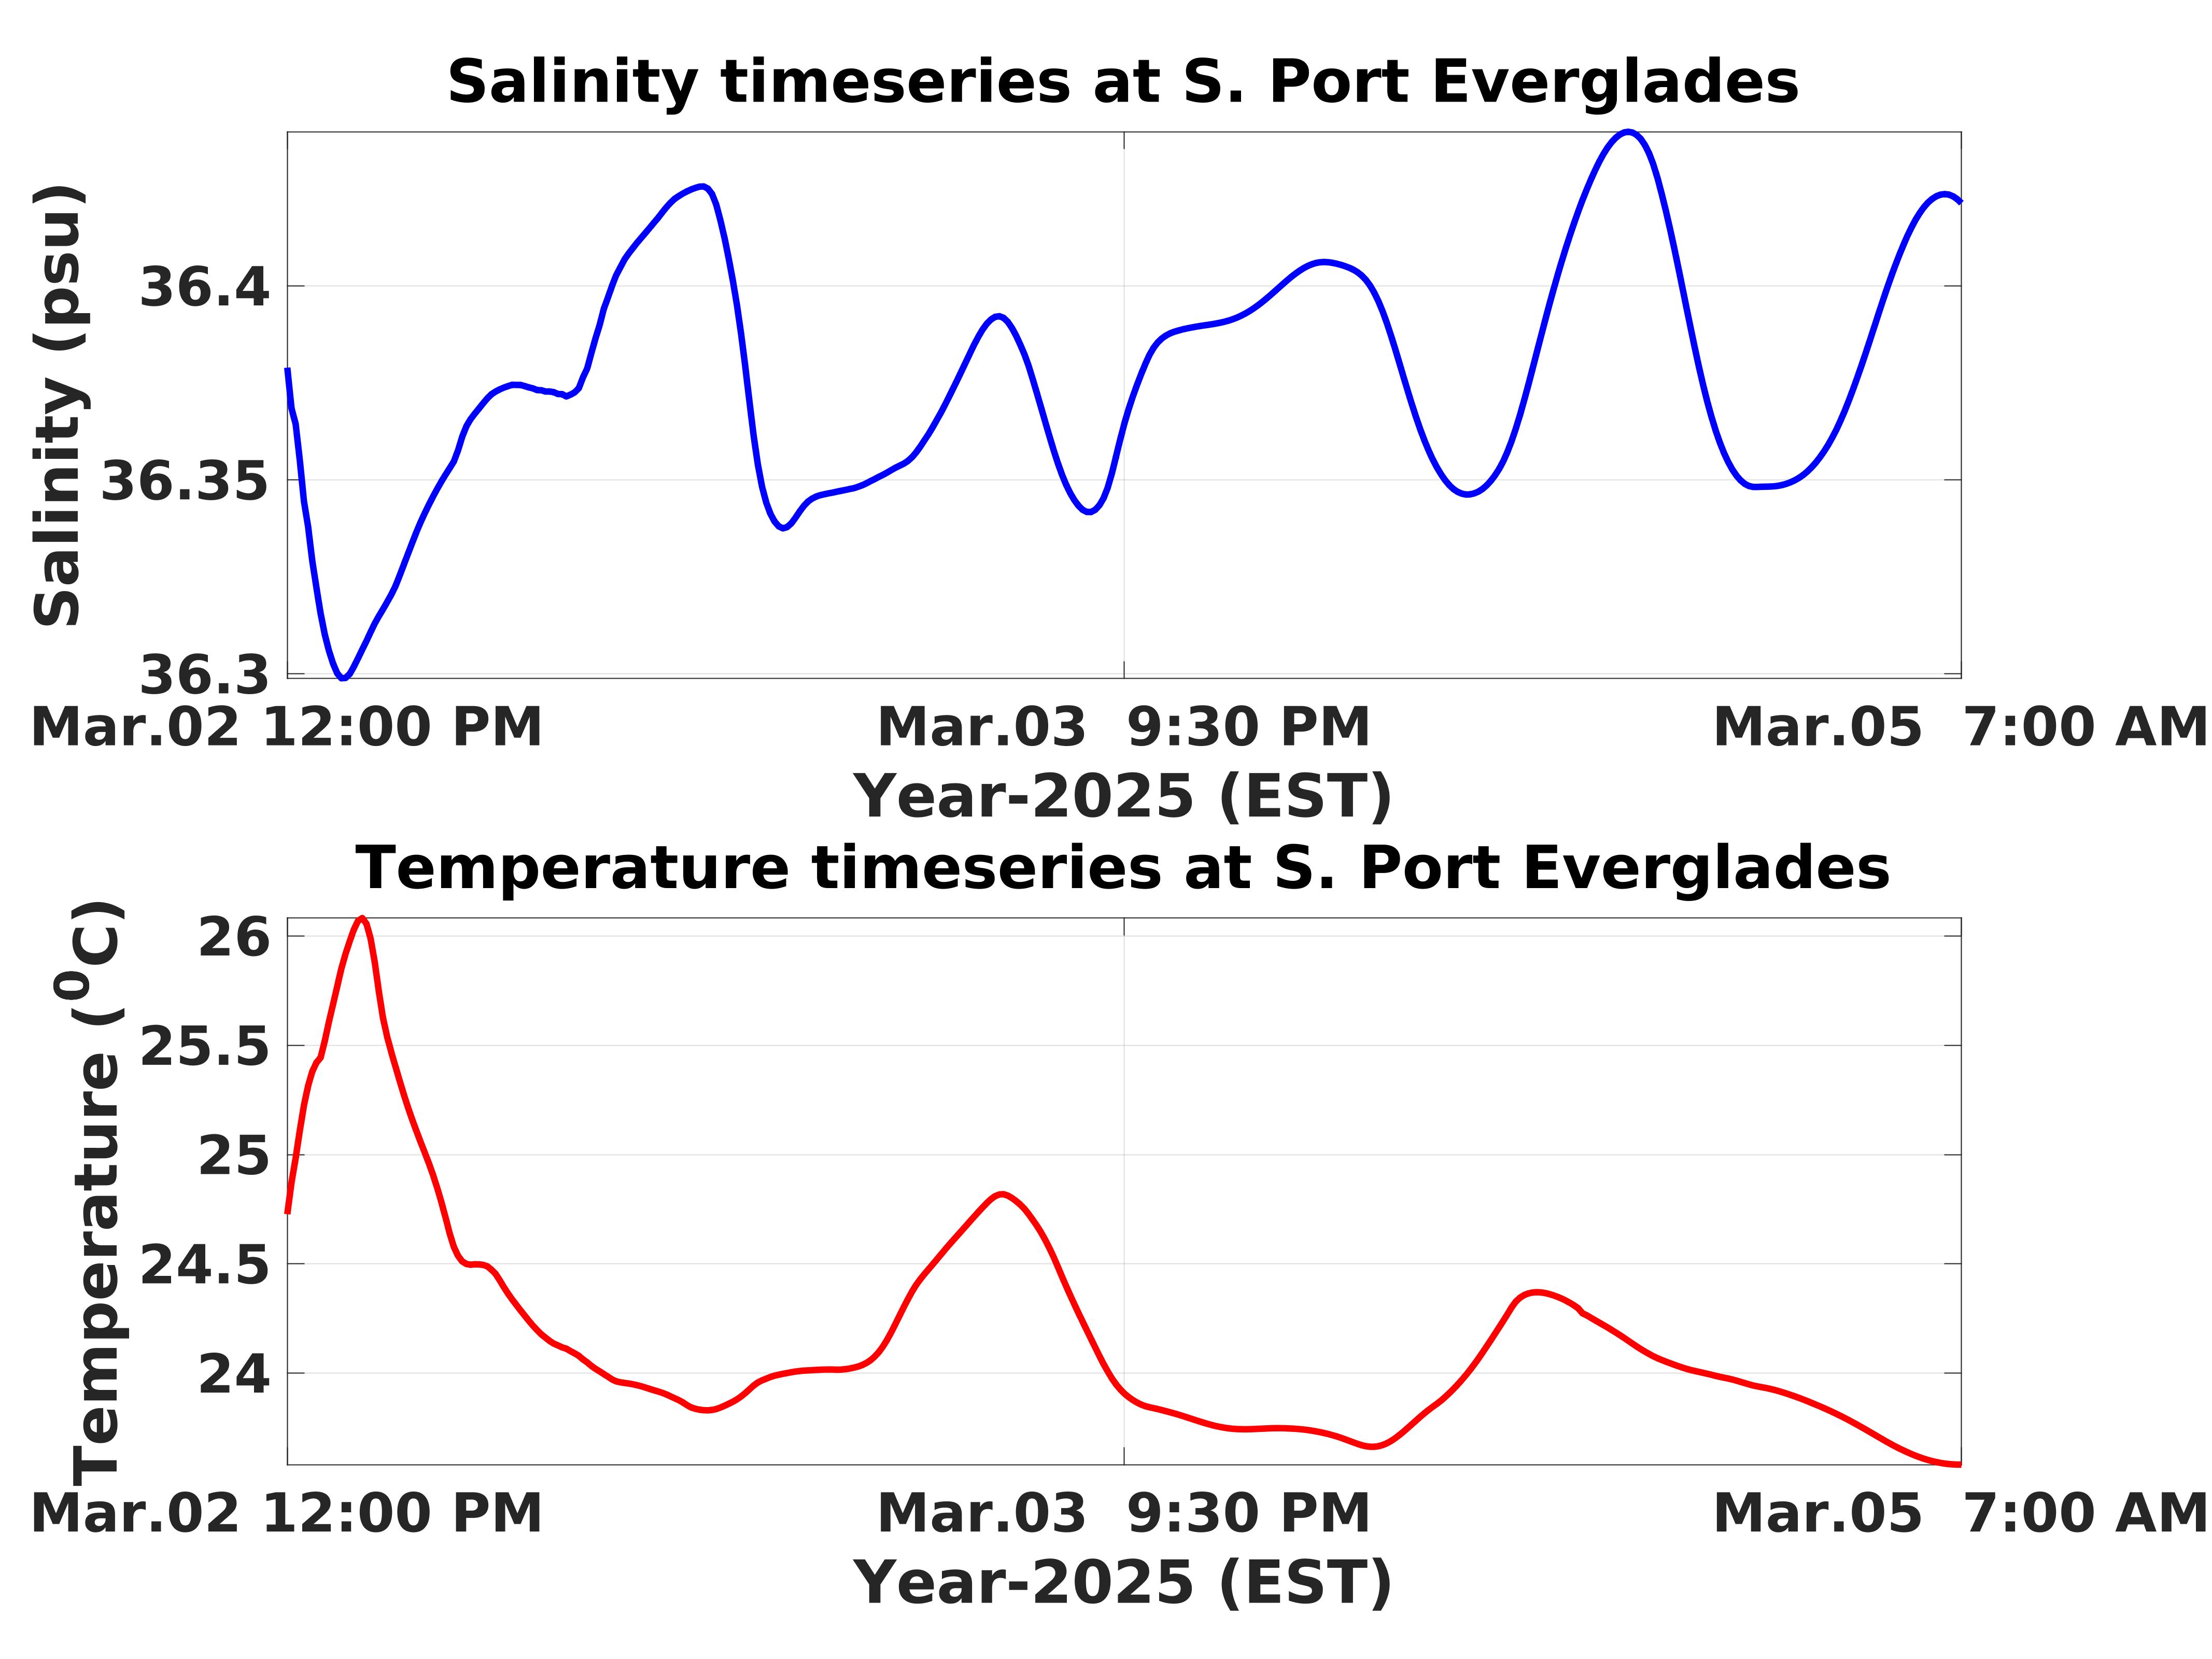 Salinity timeseries at S. Port Everglades
Salinity (psu)
36.4
36.35
36.3
Mar.02 12:00 PM Mar.03 9:30 PM Mar.05 7:00 AM
Year-2025 (EST)
Temperature timeseries at S. Port Everglades
Temperature (⁰C)
26
25.5
25
24.5
24
Mar.02 12:00 PM Mar.03 9:30 PM Mar.05 7:00 AM
Year-2025 (EST)